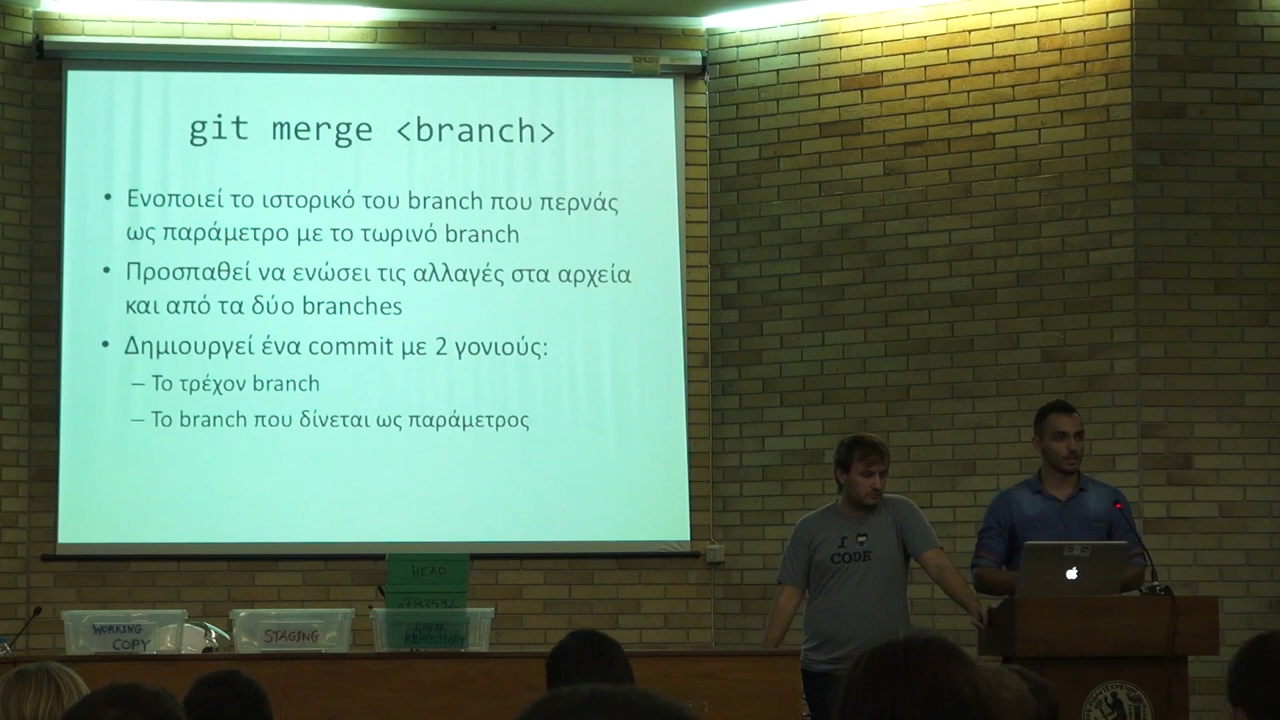 git merge <branch>
• Ενοποιεί το ιστορικό του branch που περνάς
ως παράμετρο με το τωρινό branch
• Προσπαθεί να ενώσει τις αλλαγές στα αρχεία
και από τα δύο branches
• Δημιουργεί ένα commit με 2 γονιούς:
– Το τρέχον branch
– Το branch που δίνεται ως παράμετρος
I
CODE
HEAD
WORKING
COPY
STAGING
REPOSITORY